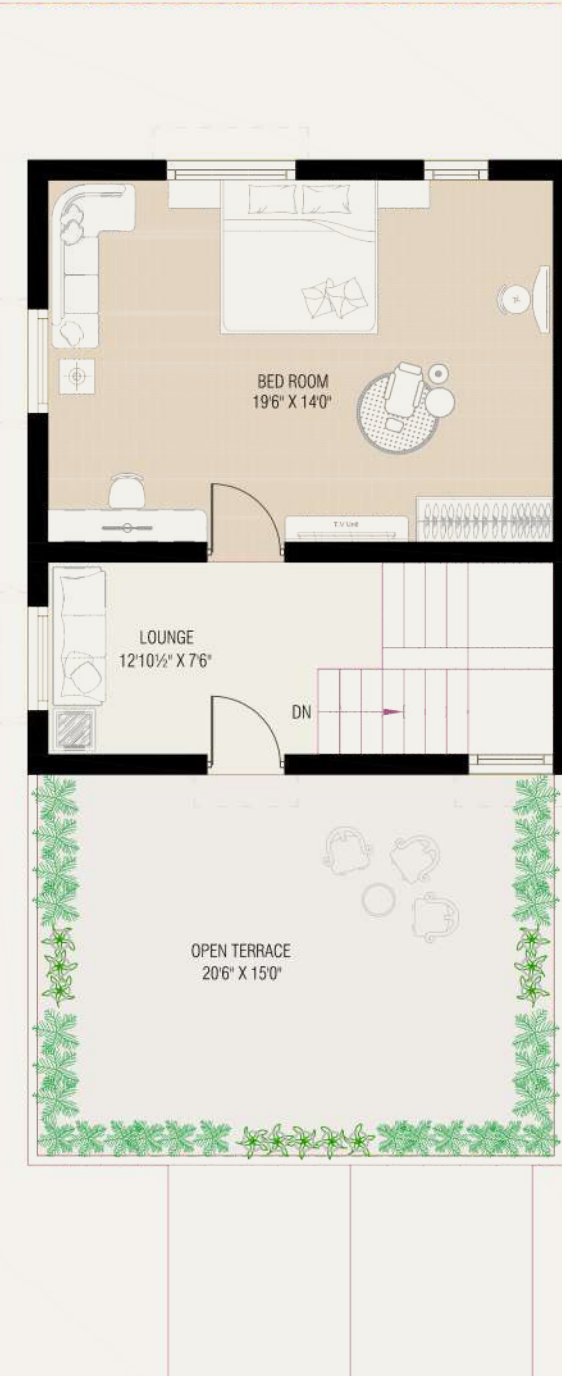 BED ROOM
19'6" X 14'0"
T.V Unit
LOUNGE
12'10½" X 7'6"
DN
OPEN TERRACE
20'6" X 15'0"